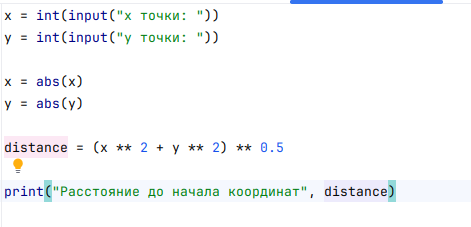 x = int(input("x точки: "))
y = int(input("y точки: "))
x = abs(x)
y = abs(y)
distance = (x ** 2 + y ** 2) ** 0.5
print("Расстояние до начала координат", distance)